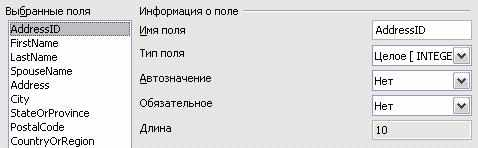 Выбранные поля
AddressID
FirstName
LastName
SpouseName
Address
City
StateOrProvince
PostalCode
CountryOrRegion
Информация о поле
Имя поля AddressID
Тип поля Целое [ INTEGE
Автозначение Нет
Обязательное Нет
Длина 10